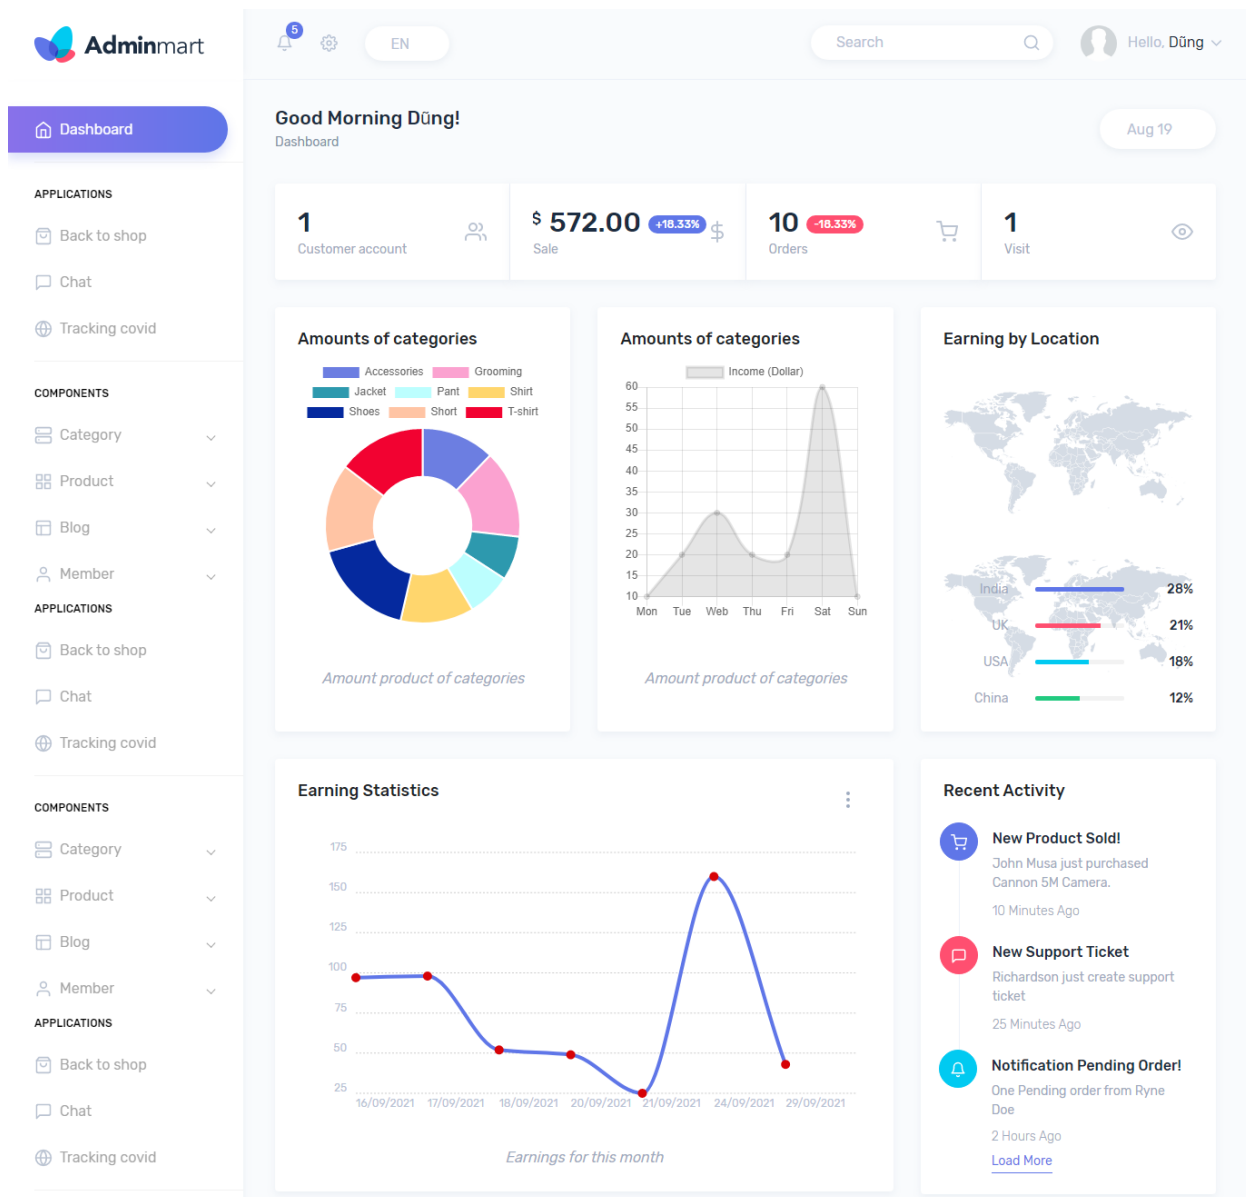 Adminmart
5
EN
Search
Hello, Dũng
Dashboard
APPLICATIONS
Back to shop
Chat
Tracking covid
COMPONENTS
Category
Product
Blog
Member
APPLICATIONS
Back to shop
Chat
Tracking covid
COMPONENTS
Category
Product
Blog
Member
APPLICATIONS
Back to shop
Chat
Tracking covid
Good Morning Dũng!
Dashboard
Aug 19
1
Customer account
$ 572.00 +18.33%
Sale
10 -18.33%
Orders
1
Visit
Amounts of categories
Accessories Grooming
Jacket Pant Shirt
Shoes Short T-shirt
Amount product of categories
Amounts of categories
Income (Dollar)
60
55
50
45
40
35
30
25
20
15
10
Mon Tue Web Thu Fri Sat Sun
Amount product of categories
Earning by Location
India 28%
UK 21%
USA 18%
China 12%
Earning Statistics
175
150
125
100
75
50
25
16/09/2021 17/09/2021 18/09/2021 20/09/2021 21/09/2021 24/09/2021 29/09/2021
Earnings for this month
Recent Activity
New Product Sold!
John Musa just purchased
Cannon 5M Camera.
10 Minutes Ago
New Support Ticket
Richardson just create support
ticket
25 Minutes Ago
Notification Pending Order!
One Pending order from Ryne
Doe
2 Hours Ago
Load More